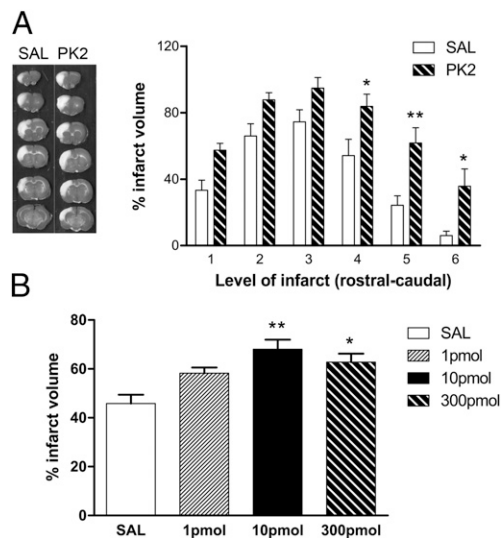 A
SAL PK2
SAL
PK2
% infarct volume
120
80
40
0
*
**
*
1 2 3 4 5 6
Level of infarct (rostral-caudal)
B
% infarct volume
80
60
40
20
0
**
*
SAL
1pmol
10pmol
300pmol
SAL 1pmol 10pmol 300pmol